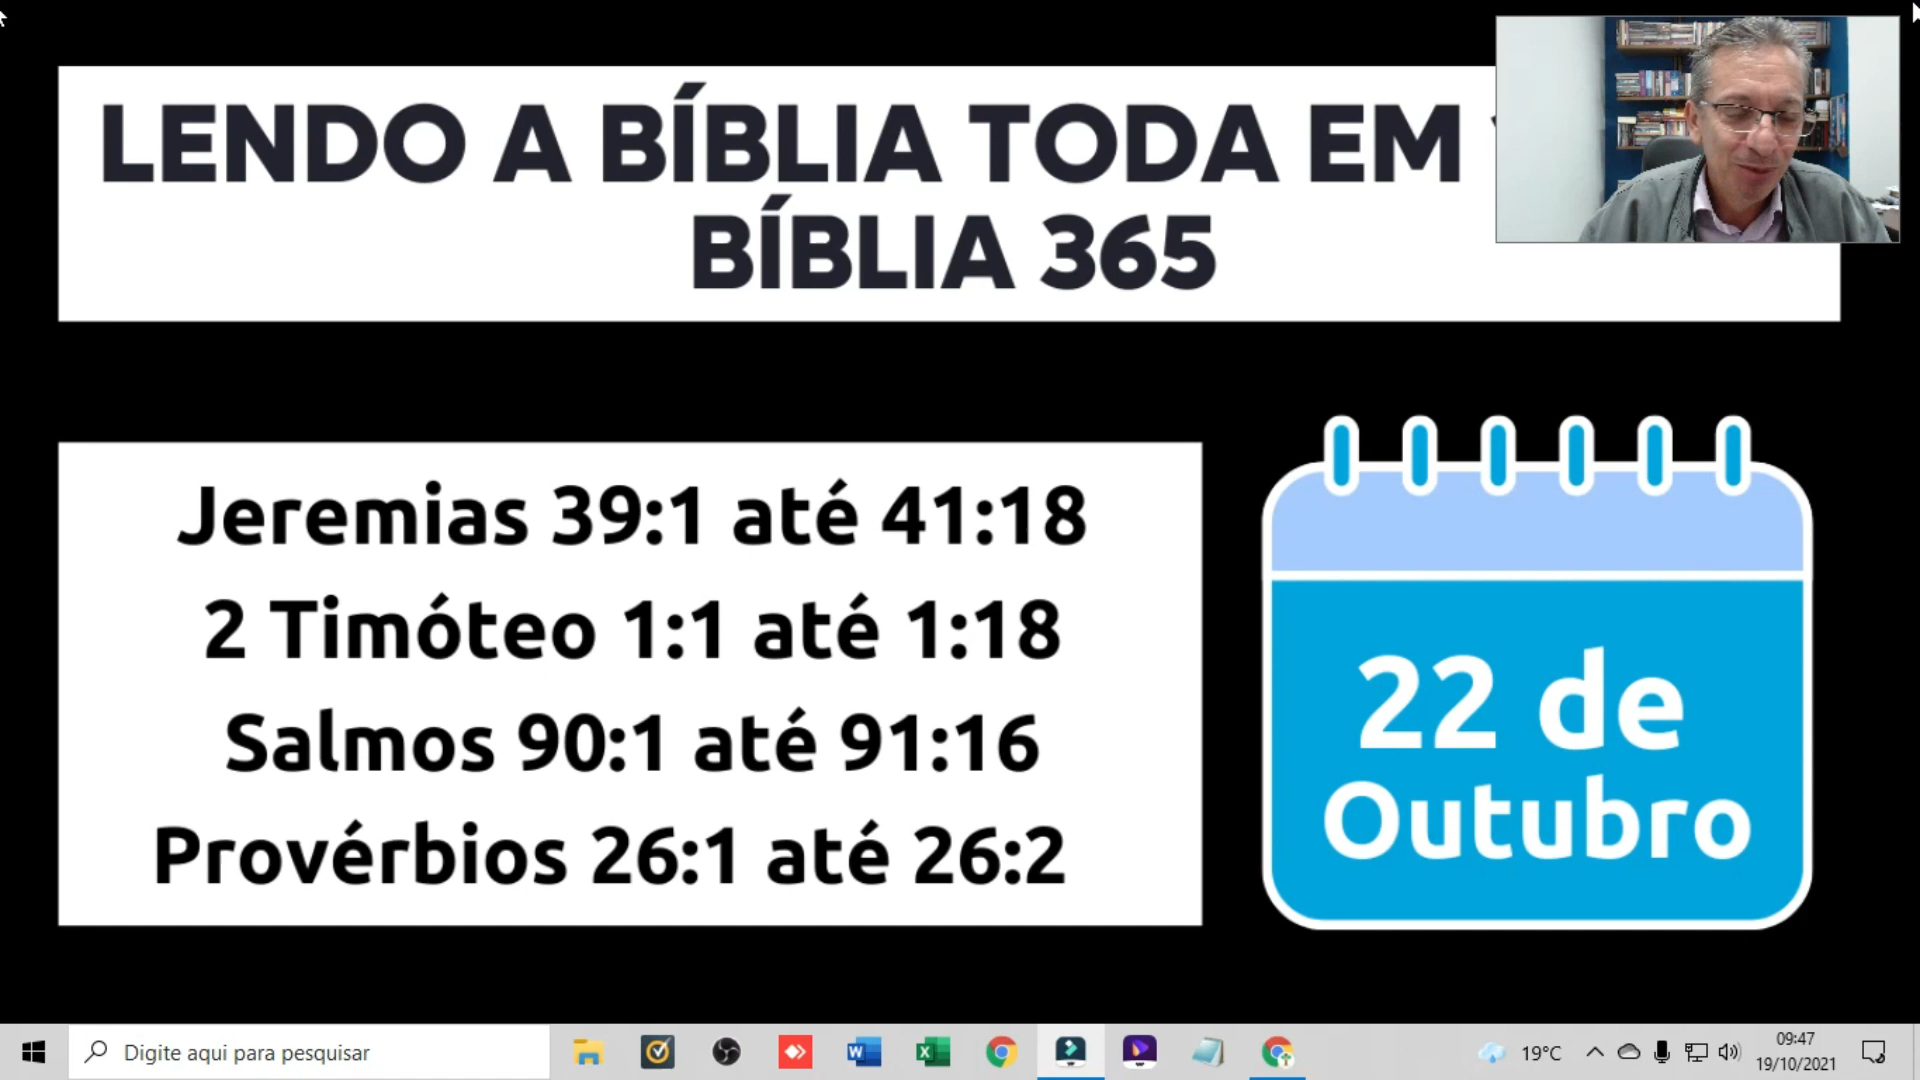 LENDO A BÍBLIA TODA EM
BÍBLIA 365
Jeremias 39:1 até 41:18
2 Timóteo 1:1 até 1:18
Salmos 90:1 até 91:16
Provérbios 26:1 até 26:2
22 de
Outubro
Digite aqui para pesquisar
19°C
09:47
19/10/2021